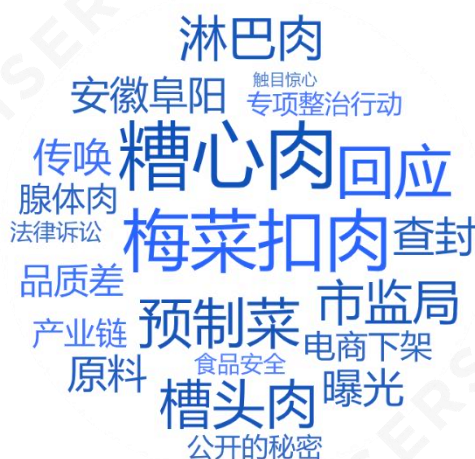 淋巴肉
触目惊心
安徽阜阳
专项整治行动
糟心肉
传唤
回应
腺体肉
梅菜扣肉
法律诉讼
查封
品质差
预制菜
市监局
产业链
电商下架
食品安全
原料
槽头肉
曝光
公开的秘密